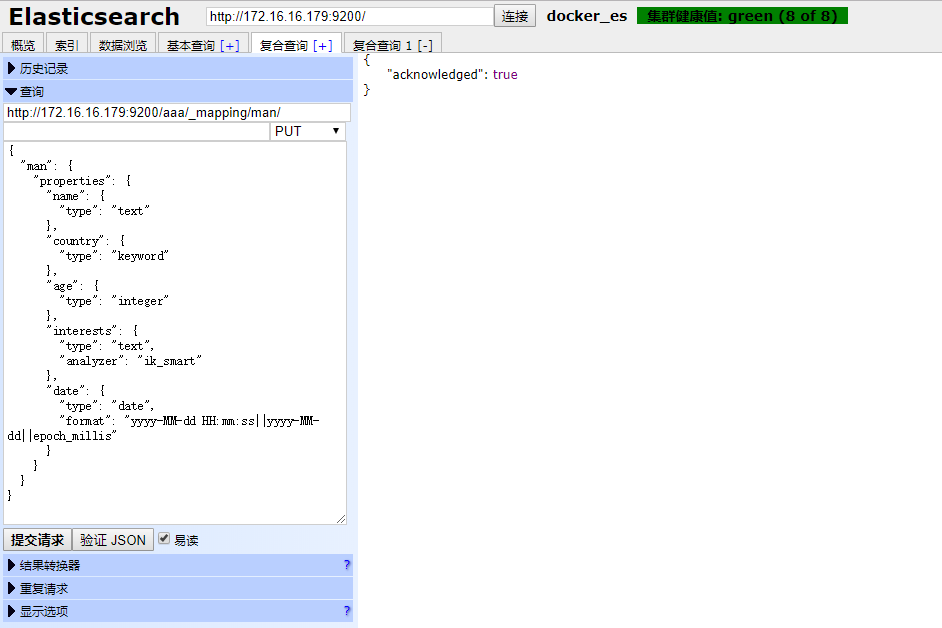 Elasticsearch
http://172.16.16.179:9200/
连接
docker_es
集群健康值: green (8 of 8)
概览
索引
数据浏览
基本查询 [+]
复合查询 [+]
复合查询 1 [-]
历史记录
查询
http://172.16.16.179:9200/aaa/_mapping/man/
PUT
{
"man": {
"properties": {
"name": {
"type": "text"
},
"country": {
"type": "keyword"
},
"age": {
"type": "integer"
},
"interests": {
"type": "text",
"analyzer": "ik_smart"
},
"date": {
"type": "date",
"format": "yyyy-MM-dd HH:mm:ss||yyyy-MM-
dd||epoch_millis"
}
}
}
}
提交请求
验证 JSON
易读
结果转换器 ?
重复请求
显示选项 ?
{
"acknowledged": true
}